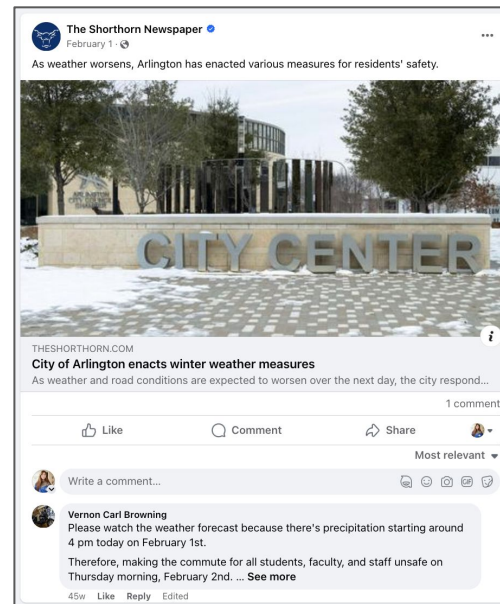 The Shorthorn Newspaper
February 1 ·
As weather worsens, Arlington has enacted various measures for residents' safety.
ARLINGTON
CITY COUNCIL
CITY CENTER
THESHORTHORN.COM
City of Arlington enacts winter weather measures
As weather and road conditions are expected to worsen over the next day, the city respond...
1 comment
Like Comment Share
Most relevant
Write a comment...
GIF
Vernon Carl Browning
Please watch the weather forecast because there's precipitation starting around
4 pm today on February 1st.
Therefore, making the commute for all students, faculty, and staff unsafe on
Thursday morning, February 2nd. ... See more
45w Like Reply Edited